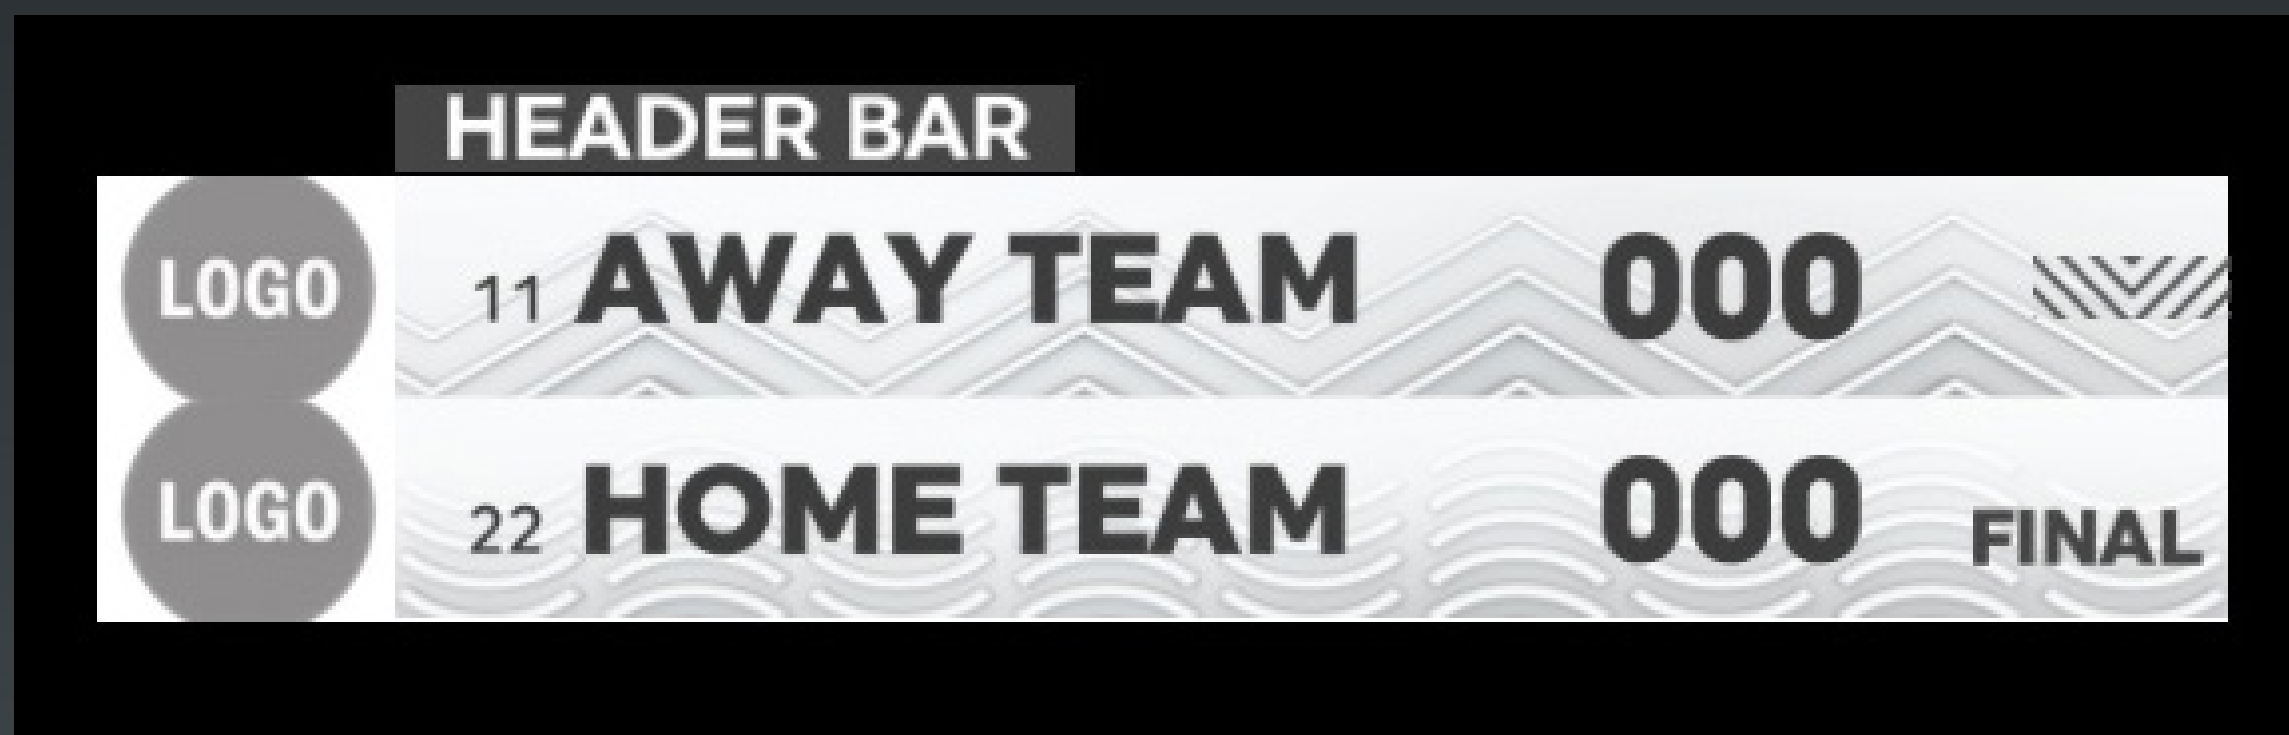 HEADER BAR
LOGO 11 AWAY TEAM 000
LOGO 22 HOME TEAM 000 FINAL